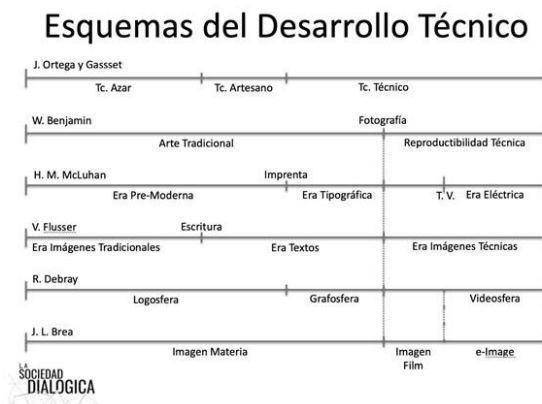 Esquemas del Desarrollo Técnico
J. Ortega y Gassset
Tc. Azar Tc. Artesano Tc. Técnico
W. Benjamin Fotografía
Arte Tradicional Reproductibilidad Técnica
H. M. McLuhan Imprenta
Era Pre-Moderna Era Tipográfica T. V. Era Eléctrica
V. Flusser Escritura
Era Imágenes Tradicionales Era Textos Era Imágenes Técnicas
R. Debray
Logosfera Grafosfera Videosfera
J. L. Brea
Imagen Materia Imagen Film e-Image
LA
SOCIEDAD
DIALÓGICA